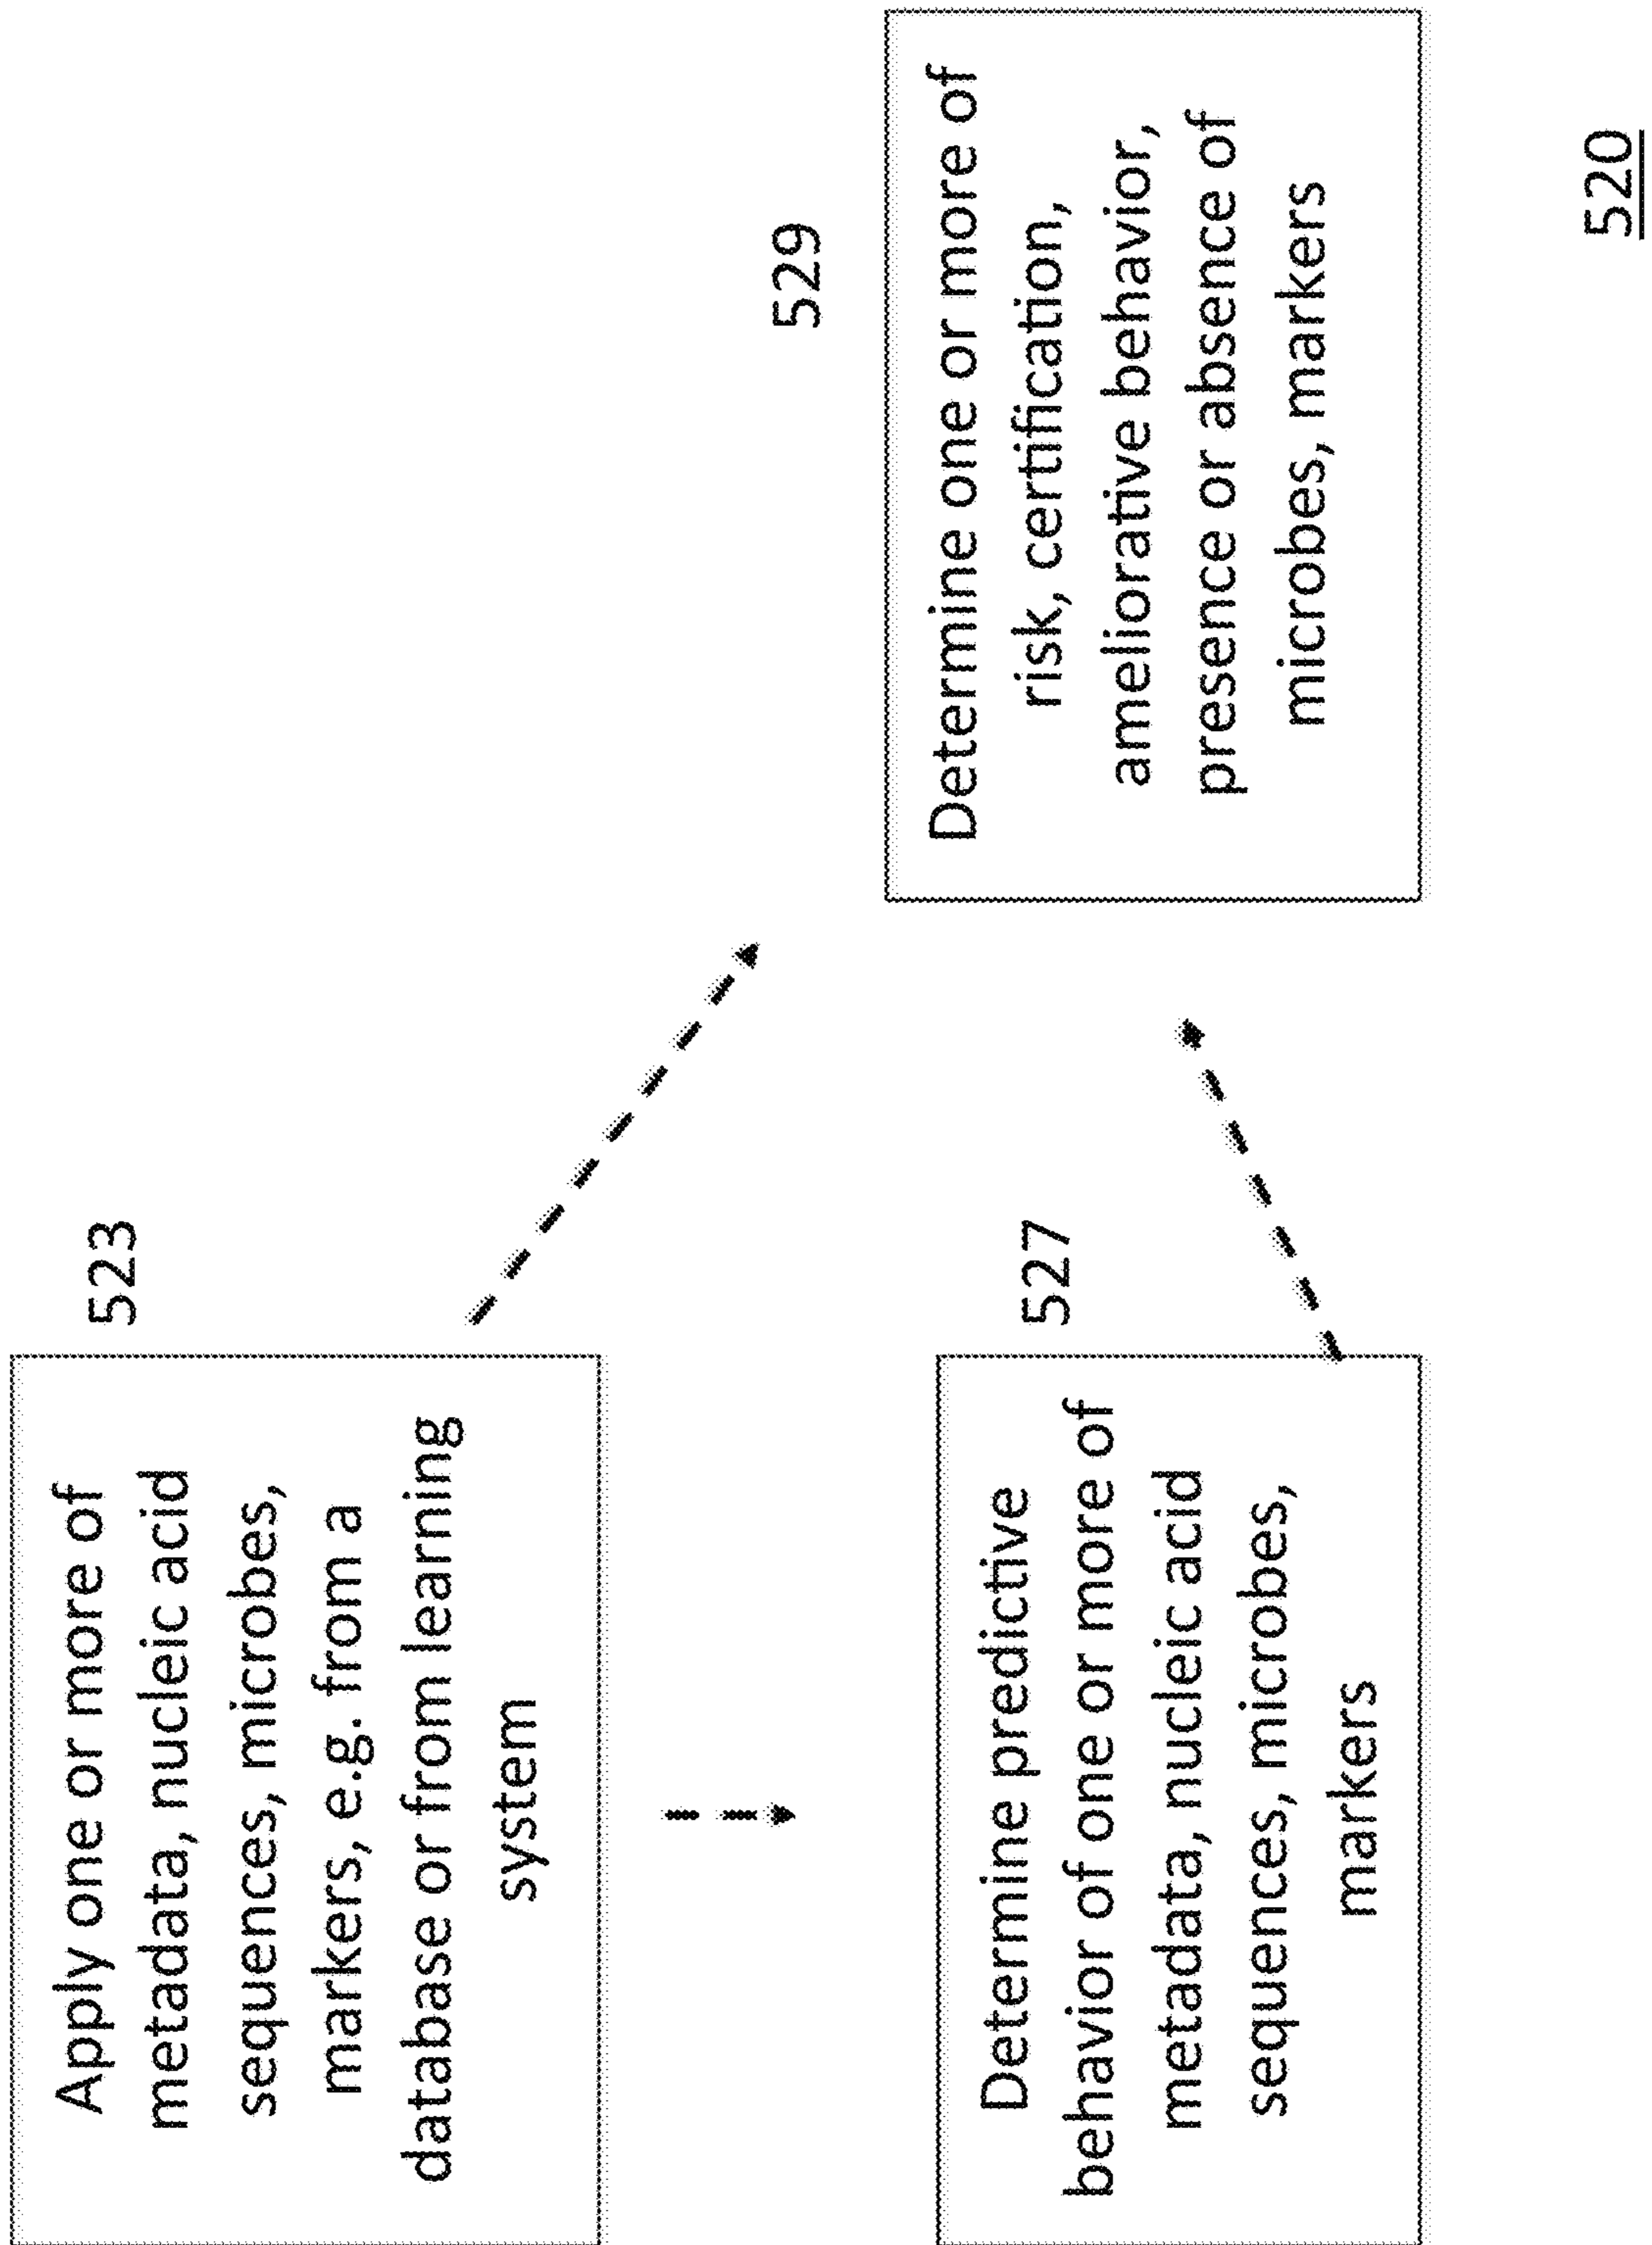 523
Apply one or more of
metadata, nucleic acid
sequences, microbes,
markers, e.g. from a
database or from learning
system
527
Determine predictive
behavior of one or more of
metadata, nucleic acid
sequences, microbes,
markers
529
Determine one or more of
risk, certification,
ameliorative behavior,
presence or absence of
microbes, markers
520